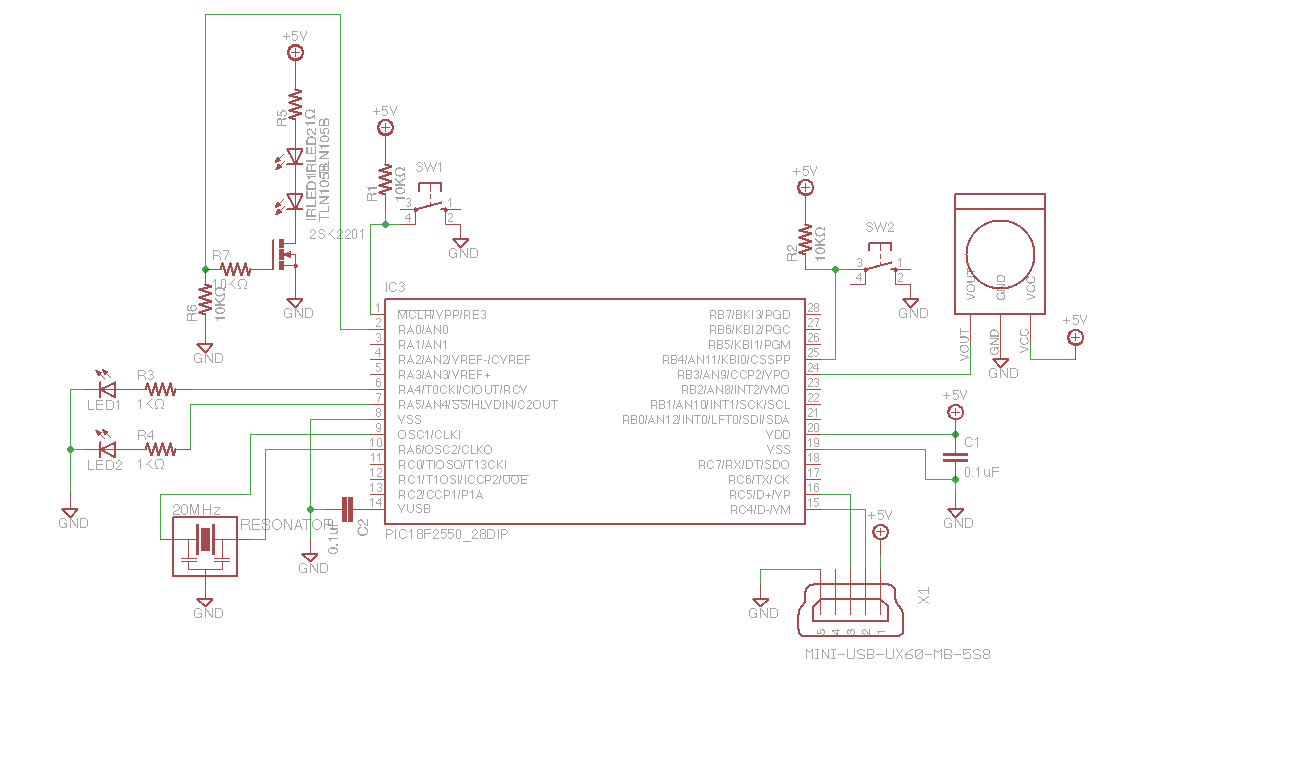 +5V
R5
21Ω
IRLED1
IRLED2
TLN105B
TLN105B
2SK2201
R7
10KΩ
R6
10KΩ
GND
GND
+5V
R1
10KΩ
SW1
3
4
1
2
GND
+5V
R2
10KΩ
SW2
3
4
1
2
GND
VOUT
GND
VCC
VOUT
GND
VCC
+5V
GND
IC3
1
MCLR/VPP/RE3
2
RA0/AN0
3
RA1/AN1
4
RA2/AN2/VREF-/CVREF
5
RA3/AN3/VREF+
6
RA4/T0CKI/CIOUT/RCV
7
RA5/AN4/SS/HLVDIN/C2OUT
8
VSS
9
OSC1/CLKI
10
RA6/OSC2/CLKO
11
RC0/TIOSO/T13CKI
12
RC1/T1OSI/ICCP2/UOE
13
RC2/CCP1/P1A
14
VUSB
RB7/BKI3/PGD
28
RB6/KBI2/PGC
27
RB5/KBI1/PGM
26
RB4/AN11/KBI0/CSSPP
25
RB3/AN9/CCP2/VPO
24
RB2/AN8/INT2/VMO
23
RB1/AN10/INT1/SCK/SCL
22
RB0/AN12/INT0/LFT0/SDI/SDA
21
VDD
20
VSS
19
RC7/RX/DT/SDO
18
RC6/TX/CK
17
RC5/D+/VP
16
RC4/D-/VM
15
PIC18F2550_28DIP
LED1
R3
1KΩ
LED2
R4
1KΩ
GND
20MHz
RESONATOR
GND
0.1uF
C2
GND
+5V
C1
0.1uF
GND
+5V
GND
X1
5
4
3
2
1
MINI-USB-UX60-MB-5S8